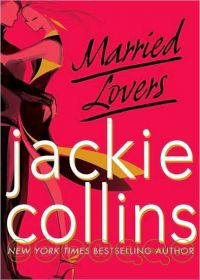 Married
Lovers
jackie
collins
NEW YORK TIMES BESTSELLING AUTHOR